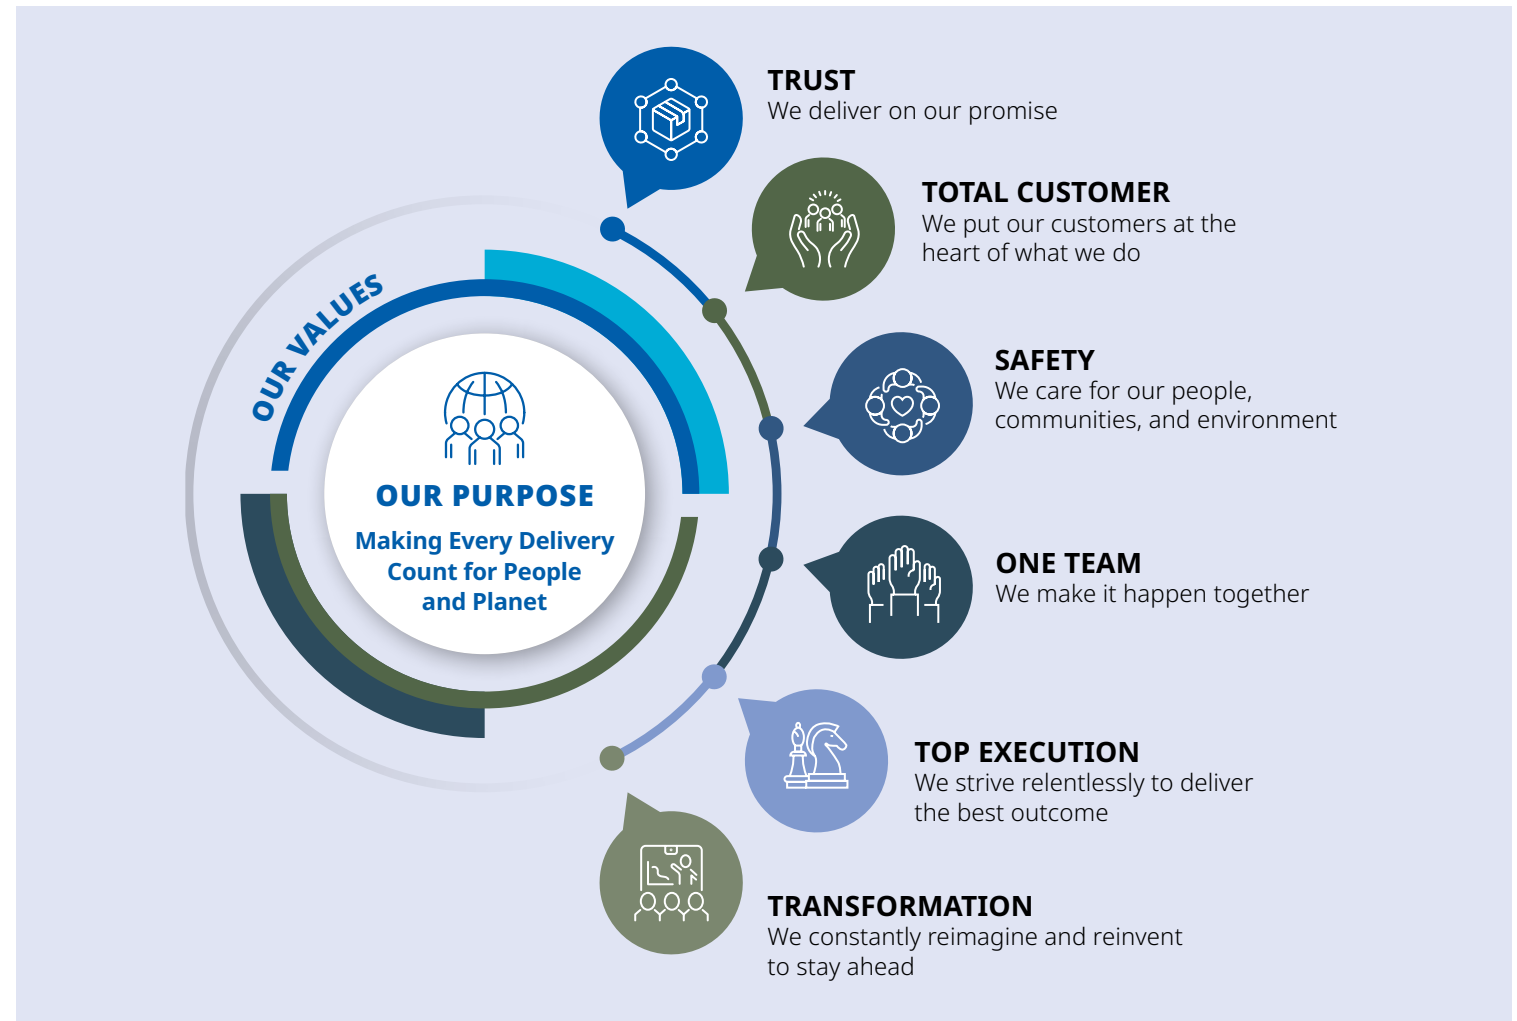 OUR VALUES
OUR PURPOSE
Making Every Delivery
Count for People
and Planet
TRUST
We deliver on our promise
TOTAL CUSTOMER
We put our customers at the
heart of what we do
SAFETY
We care for our people,
communities, and environment
ONE TEAM
We make it happen together
TOP EXECUTION
We strive relentlessly to deliver
the best outcome
TRANSFORMATION
We constantly reimagine and reinvent
to stay ahead